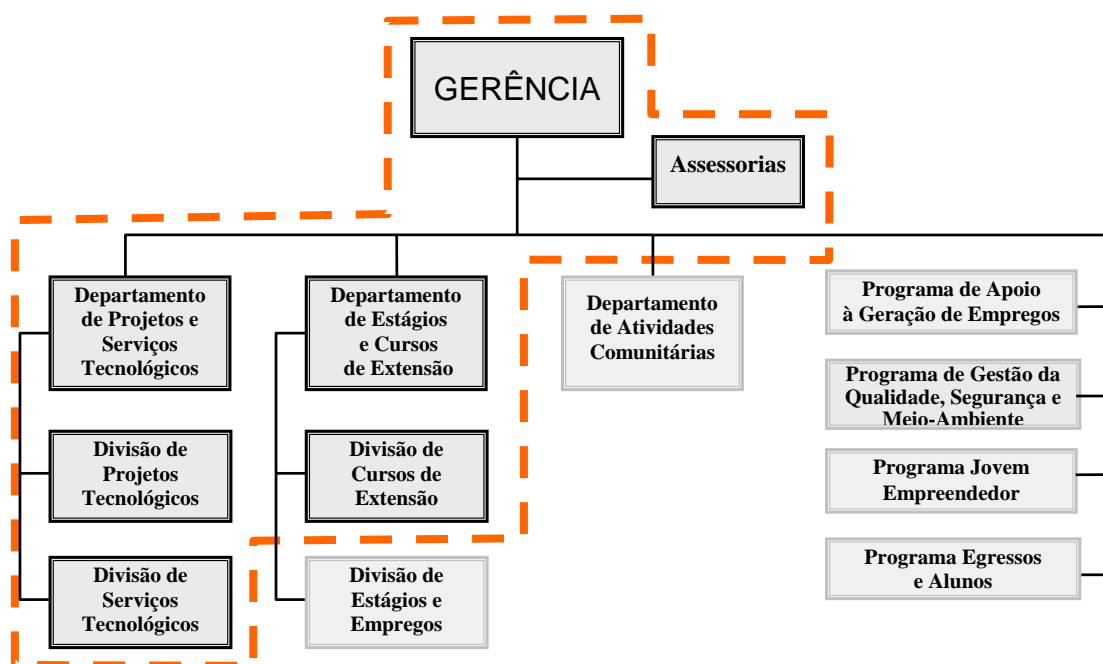 GERÊNCIA
Assessorias
Departamento
de Projetos e
Serviços
Tecnológicos
Departamento
de Estágios
e Cursos
de Extensão
Departamento
de Atividades
Comunitárias
Programa de Apoio
à Geração de Empregos
Programa de Gestão da
Qualidade, Segurança e
Meio-Ambiente
Divisão de
Projetos
Tecnológicos
Divisão de
Cursos de
Extensão
Programa Jovem
Empreendedor
Divisão de
Serviços
Tecnológicos
Divisão de
Estágios e
Empregos
Programa Egressos
e Alunos